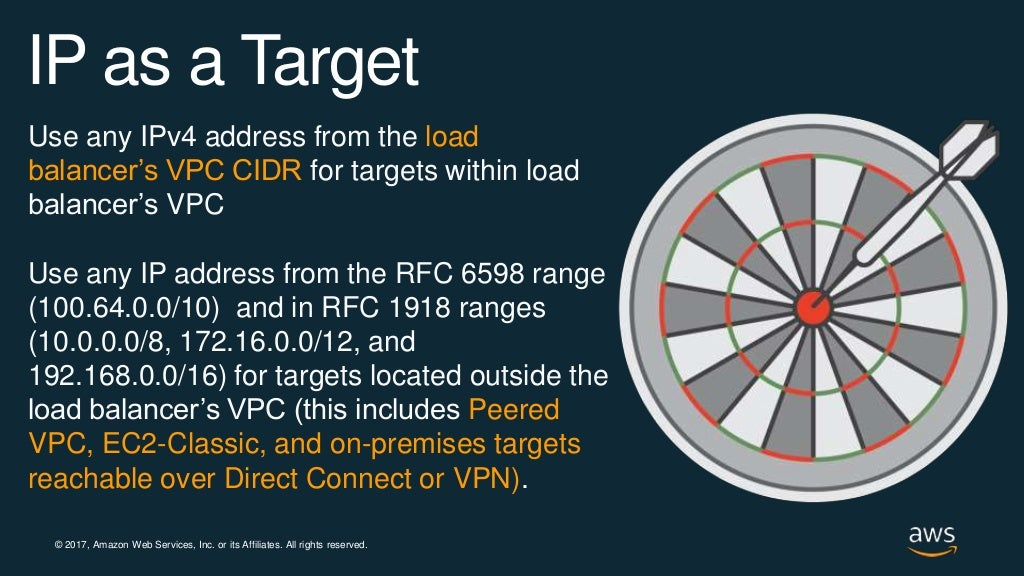 IP as a Target
Use any IPv4 address from the load
balancer’s VPC CIDR for targets within load
balancer’s VPC
Use any IP address from the RFC 6598 range
(100.64.0.0/10)  and in RFC 1918 ranges
(10.0.0.0/8, 172.16.0.0/12, and
192.168.0.0/16) for targets located outside the
load balancer’s VPC (this includes Peered
VPC, EC2-Classic, and on-premises targets
reachable over Direct Connect or VPN).
© 2017, Amazon Web Services, Inc. or its Affiliates. All rights reserved.
aws